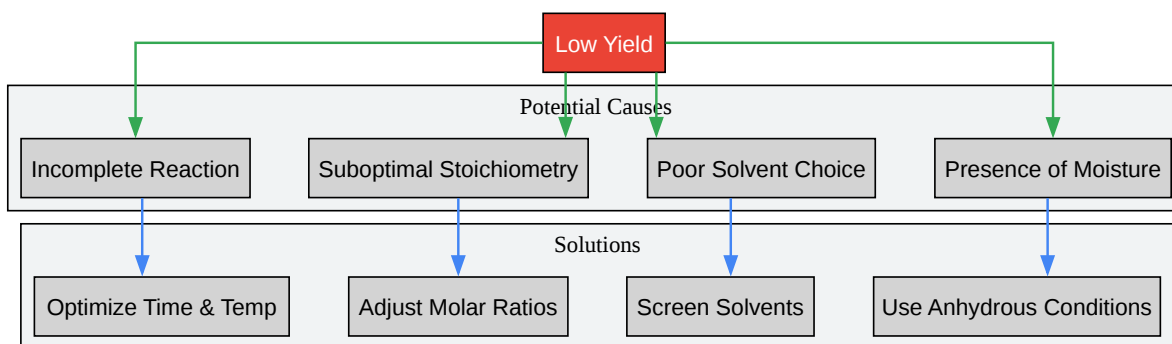 Low Yield
Potential Causes
Incomplete Reaction
Suboptimal Stoichiometry
Poor Solvent Choice
Presence of Moisture
Solutions
Optimize Time & Temp
Adjust Molar Ratios
Screen Solvents
Use Anhydrous Conditions